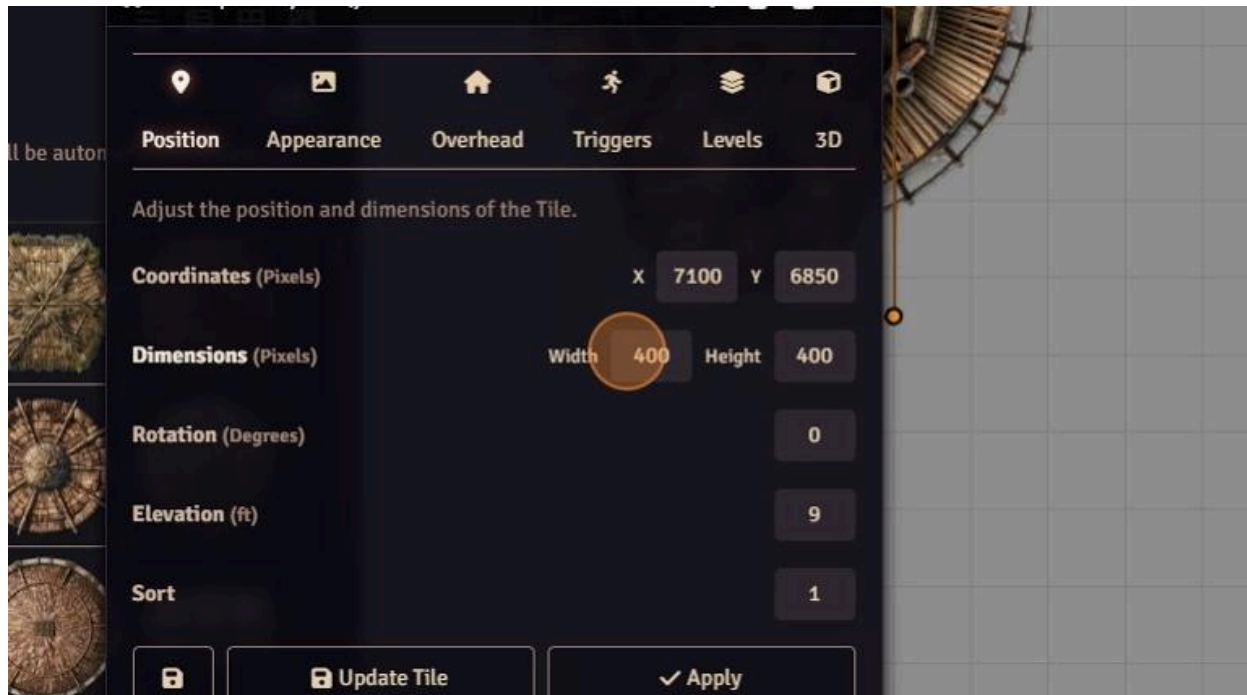 Position Appearance Overhead Triggers Levels 3D
ll be autom
Adjust the position and dimensions of the Tile.
Coordinates (Pixels) X 7100 Y 6850
Dimensions (Pixels) Width 400 Height 400
Rotation (Degrees) 0
Elevation (ft) 9
Sort 1
Update Tile Apply